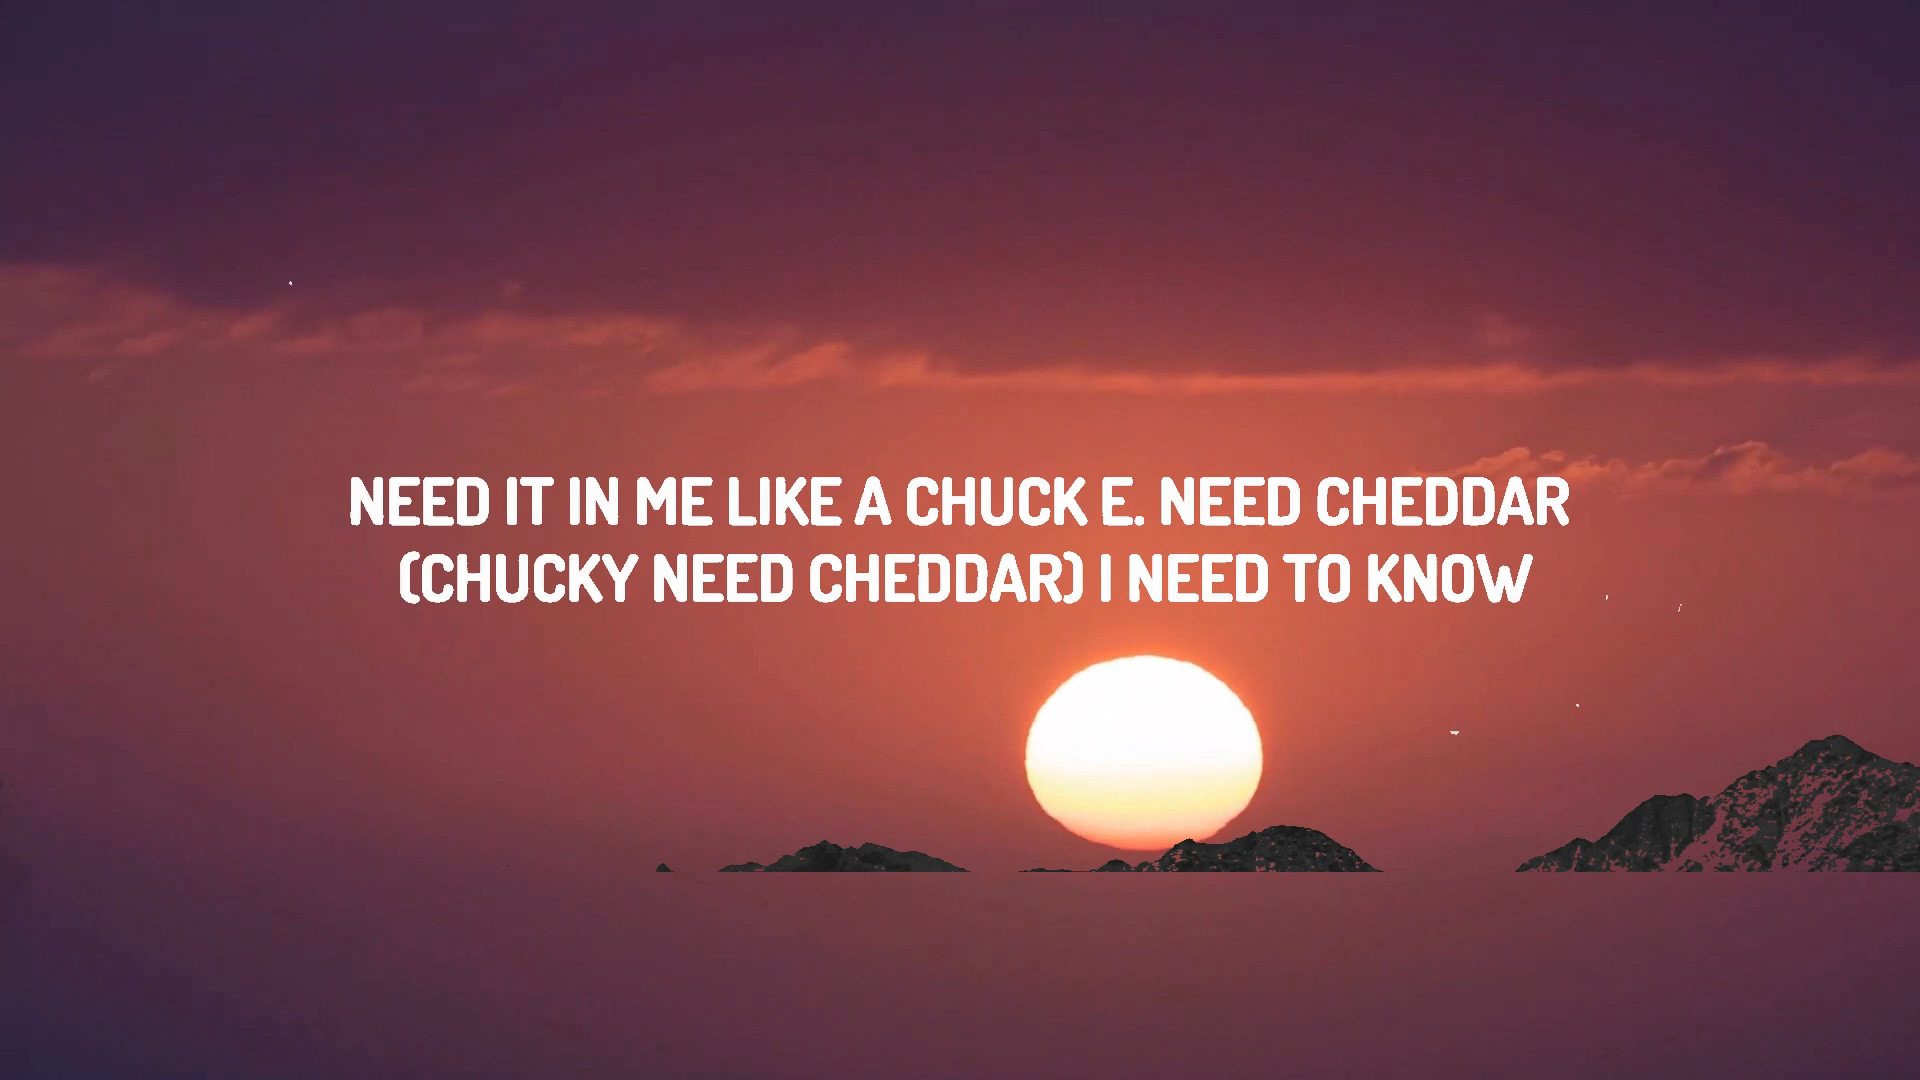 NEED IT IN ME LIKE A CHUCK E. NEED CHEDDAR
(CHUCKY NEED CHEDDAR) I NEED TO KNOW